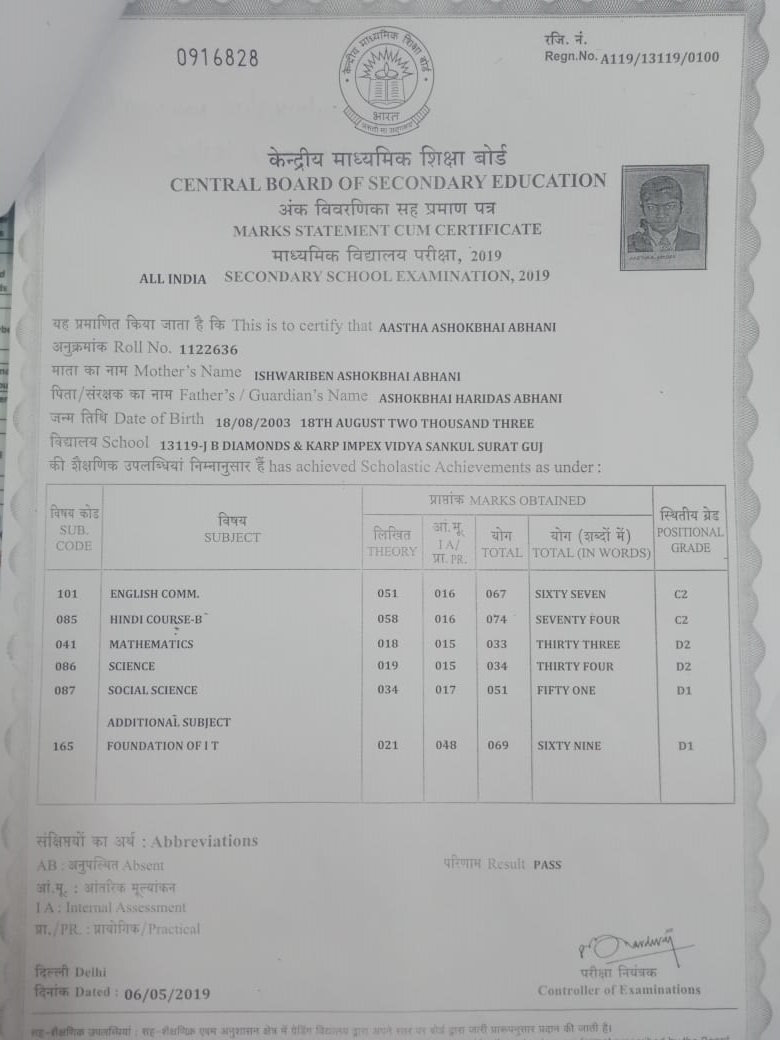 0916828
रजि. नं.
Regn.No. A119/13119/0100
केन्द्रीय माध्यमिक शिक्षा बोर्ड
भारत
असतो मा सद्गमय
केन्द्रीय माध्यमिक शिक्षा बोर्ड
CENTRAL BOARD OF SECONDARY EDUCATION
अंक विवरणिका सह प्रमाण पत्र
MARKS STATEMENT CUM CERTIFICATE
माध्यमिक विद्यालय परीक्षा, 2019
ALL INDIA SECONDARY SCHOOL EXAMINATION, 2019
यह प्रमाणित किया जाता है कि This is to certify that AASTHA ASHOKBHAI ABHANI
अनुक्रमांक Roll No. 1122636
माता का नाम Mother's Name ISHWARIBEN ASHOKBHAI ABHANI
पिता/संरक्षक का नाम Father's / Guardian's Name ASHOKBHAI HARIDAS ABHANI
जन्म तिथि Date of Birth 18/08/2003 18TH AUGUST TWO THOUSAND THREE
विद्यालय School 13119-J B DIAMONDS & KARP IMPEX VIDYA SANKUL SURAT GUJ
की शैक्षणिक उपलब्धियां निम्नानुसार हैं has achieved Scholastic Achievements as under :
विषय कोड SUB. CODE
विषय SUBJECT
प्राप्तांक MARKS OBTAINED
लिखित THEORY
आं.मू. I A/ प्रा. PR.
योग TOTAL
योग (शब्दों में) TOTAL (IN WORDS)
स्थितीय ग्रेड POSITIONAL GRADE
101 ENGLISH COMM. 051 016 067 SIXTY SEVEN C2
085 HINDI COURSE-B 058 016 074 SEVENTY FOUR C2
041 MATHEMATICS 018 015 033 THIRTY THREE D2
086 SCIENCE 019 015 034 THIRTY FOUR D2
087 SOCIAL SCIENCE 034 017 051 FIFTY ONE D1
ADDITIONAL SUBJECT
165 FOUNDATION OF I T 021 048 069 SIXTY NINE D1
संक्षिप्तियों का अर्थ : Abbreviations
AB : अनुपस्थित Absent
परिणाम Result PASS
आं.मू. : आंतरिक मूल्यांकन
I A : Internal Assessment
प्रा./PR. : प्रायोगिक/Practical
दिल्ली Delhi
परीक्षा नियंत्रक
दिनांक Dated : 06/05/2019
Controller of Examinations
सह-शैक्षणिक उपलब्धियां : सह-शैक्षणिक एवम अनुशासन क्षेत्र में ग्रेडिंग विद्यालय द्वारा अपने स्तर पर बोर्ड द्वारा जारी प्रारूपनुसार प्रदान की जाती है।